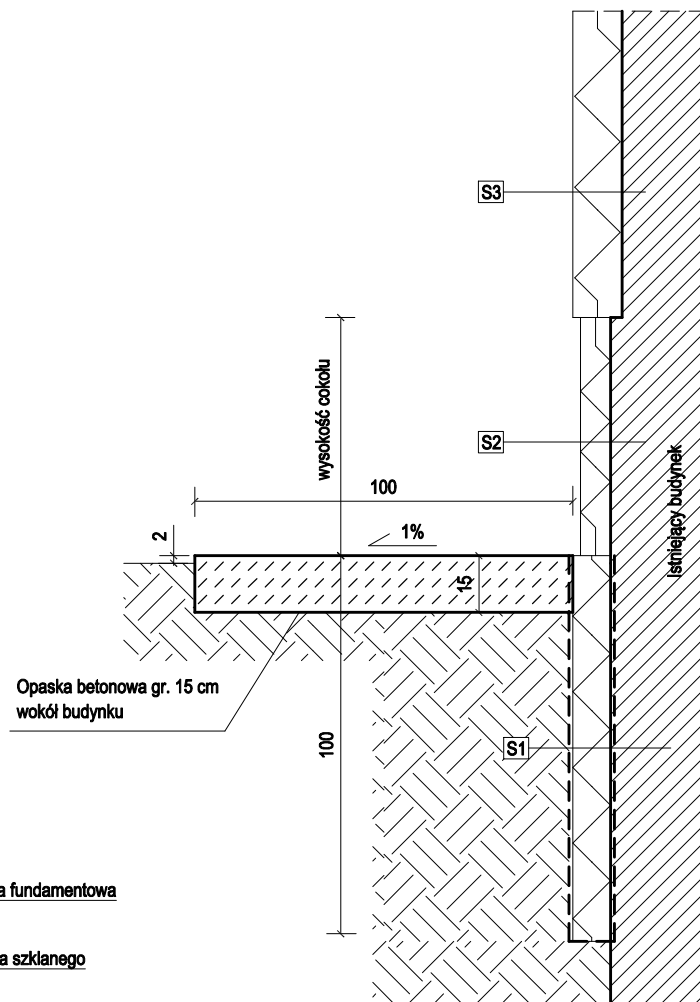 S3
wysokość cokołu
S2
Istniejący budynek
100
2
1%
15
Opaska betonowa gr. 15 cm
wokół budynku
100
S1
a fundamentowa
a szklanego